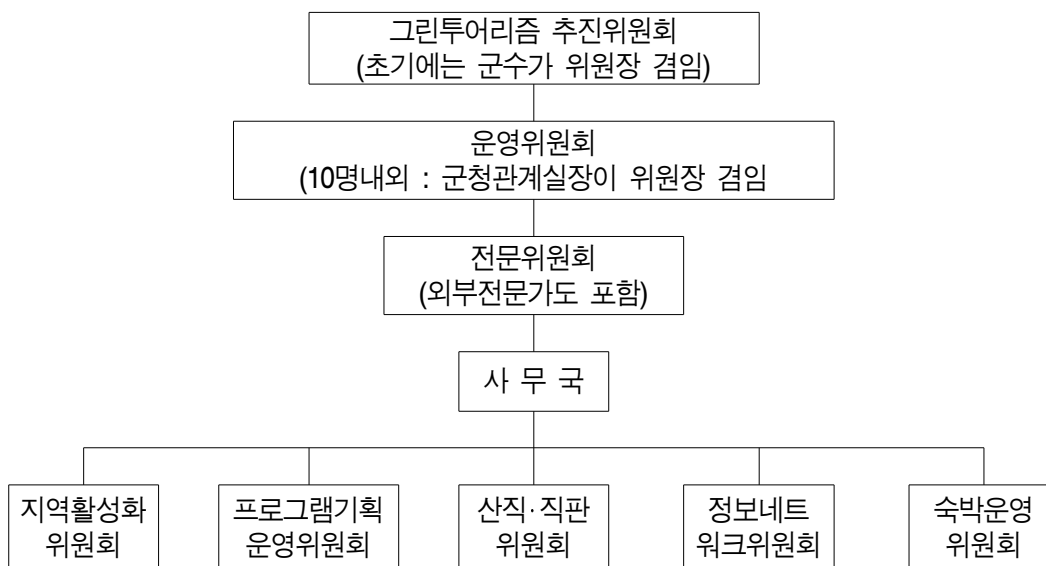 그린투어리즘 추진위원회
(초기에는 군수가 위원장 겸임)
운영위원회
(10명내외 : 군청관계실장이 위원장 겸임
전문위원회
(외부전문가도 포함)
사 무 국
지역활성화
위원회
프로그램기획
운영위원회
산직·직판
위원회
정보네트
워크위원회
숙박운영
위원회